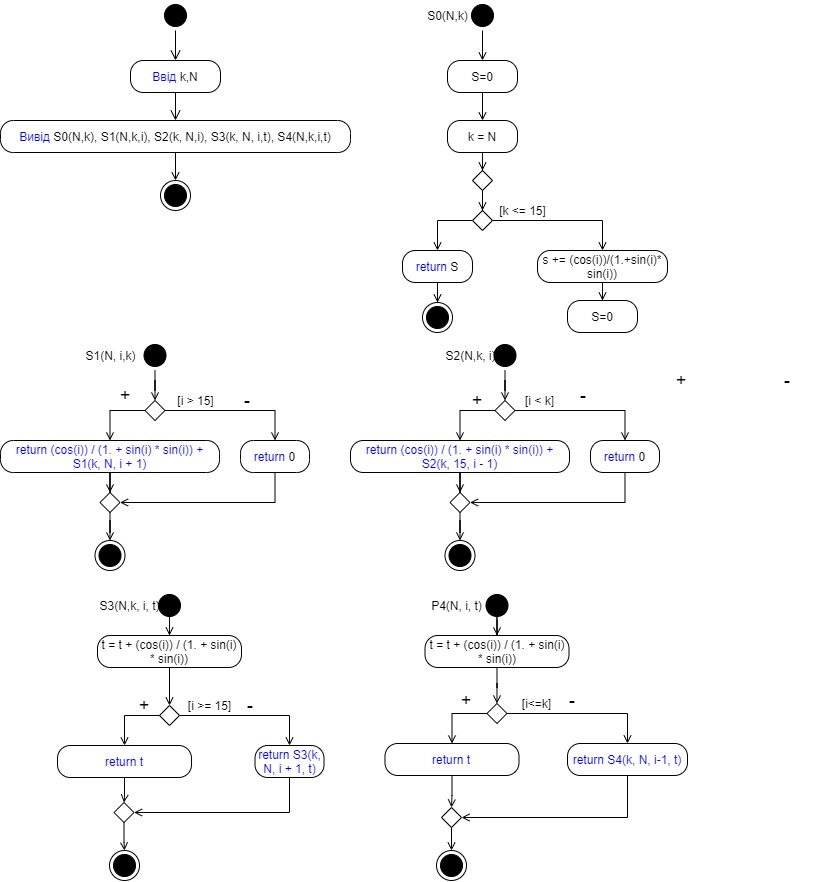 S0(N,k)
Ввід k,N
S=0
Вивід S0(N,k), S1(N,k,i), S2(k, N,i), S3(k, N, i,t), S4(N,k,i,t)
k = N
[k <= 15]
return S
s += (cos(i))/(1.+sin(i)*
sin(i))
S=0
S1(N, i,k)
+
[i > 15]
-
return (cos(i)) / (1. + sin(i) * sin(i)) +
S1(k, N, i + 1)
return 0
S2(N,k, i)
+
[i < k]
-
return (cos(i)) / (1. + sin(i) * sin(i)) +
S2(k, 15, i - 1)
return 0
+
-
S3(N,k, i, t)
t = t + (cos(i)) / (1. + sin(i)
* sin(i))
+
[i >= 15]
-
return t
return S3(k,
N, i + 1, t)
P4(N, i, t)
t = t + (cos(i)) / (1. + sin(i)
* sin(i))
+
[i<=k]
-
return t
return S4(k, N, i-1, t)